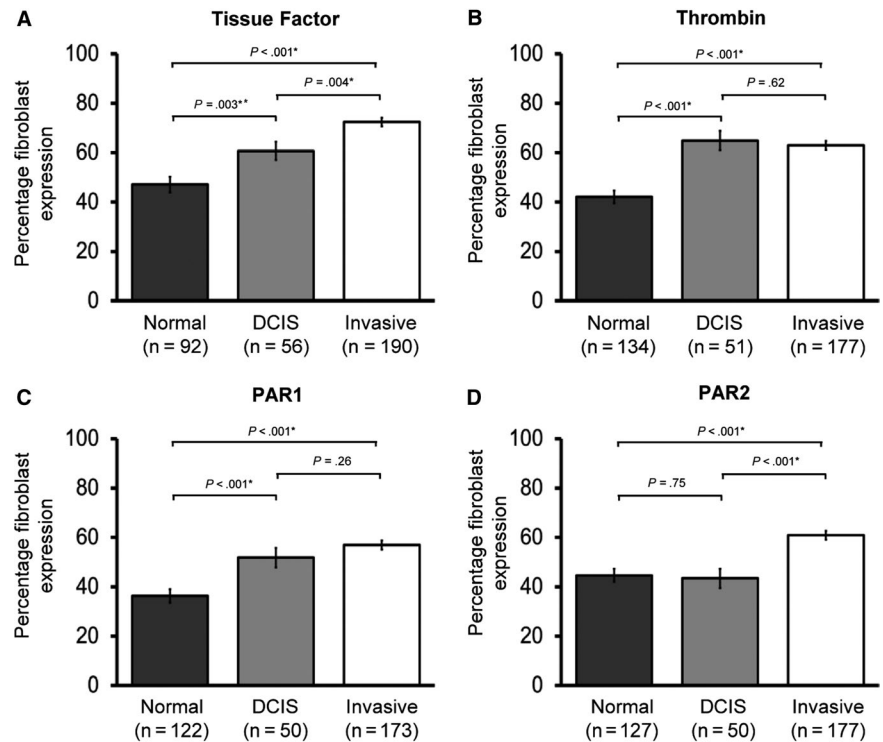 A
Tissue Factor
Percentage fibroblast
expression
100
80
60
40
20
0
P < .001*
P = .003**
P = .004*
Normal
DCIS
Invasive
(n = 92)
(n = 56)
(n = 190)
B
Thrombin
Percentage fibroblast
expression
100
80
60
40
20
0
P < .001*
P < .001*
P = .62
Normal
DCIS
Invasive
(n = 134)
(n = 51)
(n = 177)
C
PAR1
Percentage fibroblast
expression
100
80
60
40
20
0
P < .001*
P < .001*
P = .26
Normal
DCIS
Invasive
(n = 122)
(n = 50)
(n = 173)
D
PAR2
Percentage fibroblast
expression
100
80
60
40
20
0
P < .001*
P = .75
P < .001*
Normal
DCIS
Invasive
(n = 127)
(n = 50)
(n = 177)